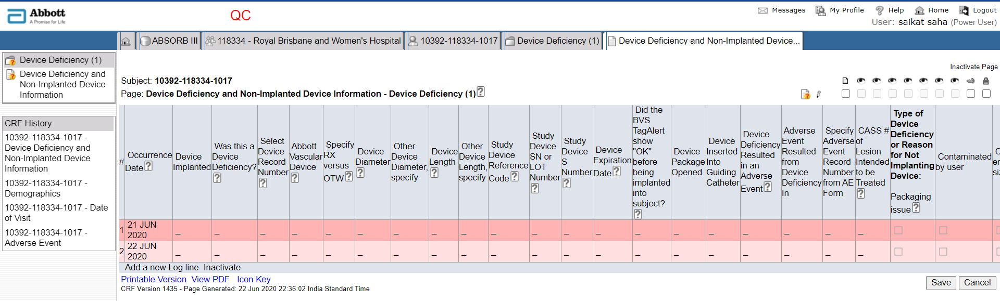 Abbott
A Promise for Life
QC
Messages My Profile Help Home Logout
User: saikat saha (Power User)
ABSORB III 118334 - Royal Brisbane and Women's Hospital 10392-118334-1017 Device Deficiency (1) Device Deficiency and Non-Implanted Device...
Device Deficiency (1)
Device Deficiency and
Non-Implanted Device
Information
CRF History
10392-118334-1017 -
Device Deficiency and
Non-Implanted Device
Information
10392-118334-1017 -
Demographics
10392-118334-1017 - Date
of Visit
10392-118334-1017 -
Adverse Event
Inactivate Page
Subject: 10392-118334-1017
Page: Device Deficiency and Non-Implanted Device Information - Device Deficiency (1)
#
Occurrence
Date
Device
Implanted
Was this a
Device
Deficiency?
Select
Device
Record
Number
Abbott
Vascular
Device
Specify
RX
versus
OTW
Device
Diameter
Other
Device
Diameter,
specify
Device
Length
Other
Device
Length,
specify
Study
Device
Reference
Code
Study
Device
SN or
LOT
Number
Study
Device
S
Number
Device
Expiration
Date
Did the
BVS
TagAlert
show
"OK"
before
being
implanted
into
subject?
Device
Package
Opened
Device
Inserted
Into
Guiding
Catheter
Device
Deficiency
Resulted
in an
Adverse
Event
Adverse
Event
Resulted
from
Device
Deficiency
In
Specify
Adverse
Event
Record
Number
from AE
Form
CASS #
of
Lesion
Intended
to be
Treated
Type of
Device
Deficiency
or Reason
for Not
Implanting
Device:
Packaging
issue
Contaminated
by user
1
21 JUN
2020
_ _ _ _ _ _ _ _ _ _ _ _ _ _ _ _ _ _ _ _
2
22 JUN
2020
_ _ _ _ _ _ _ _ _ _ _ _ _ _ _ _ _ _ _ _
Add a new Log line Inactivate
Printable Version View PDF Icon Key
CRF Version 1435 - Page Generated: 22 Jun 2020 22:36:02 India Standard Time
Save Cancel